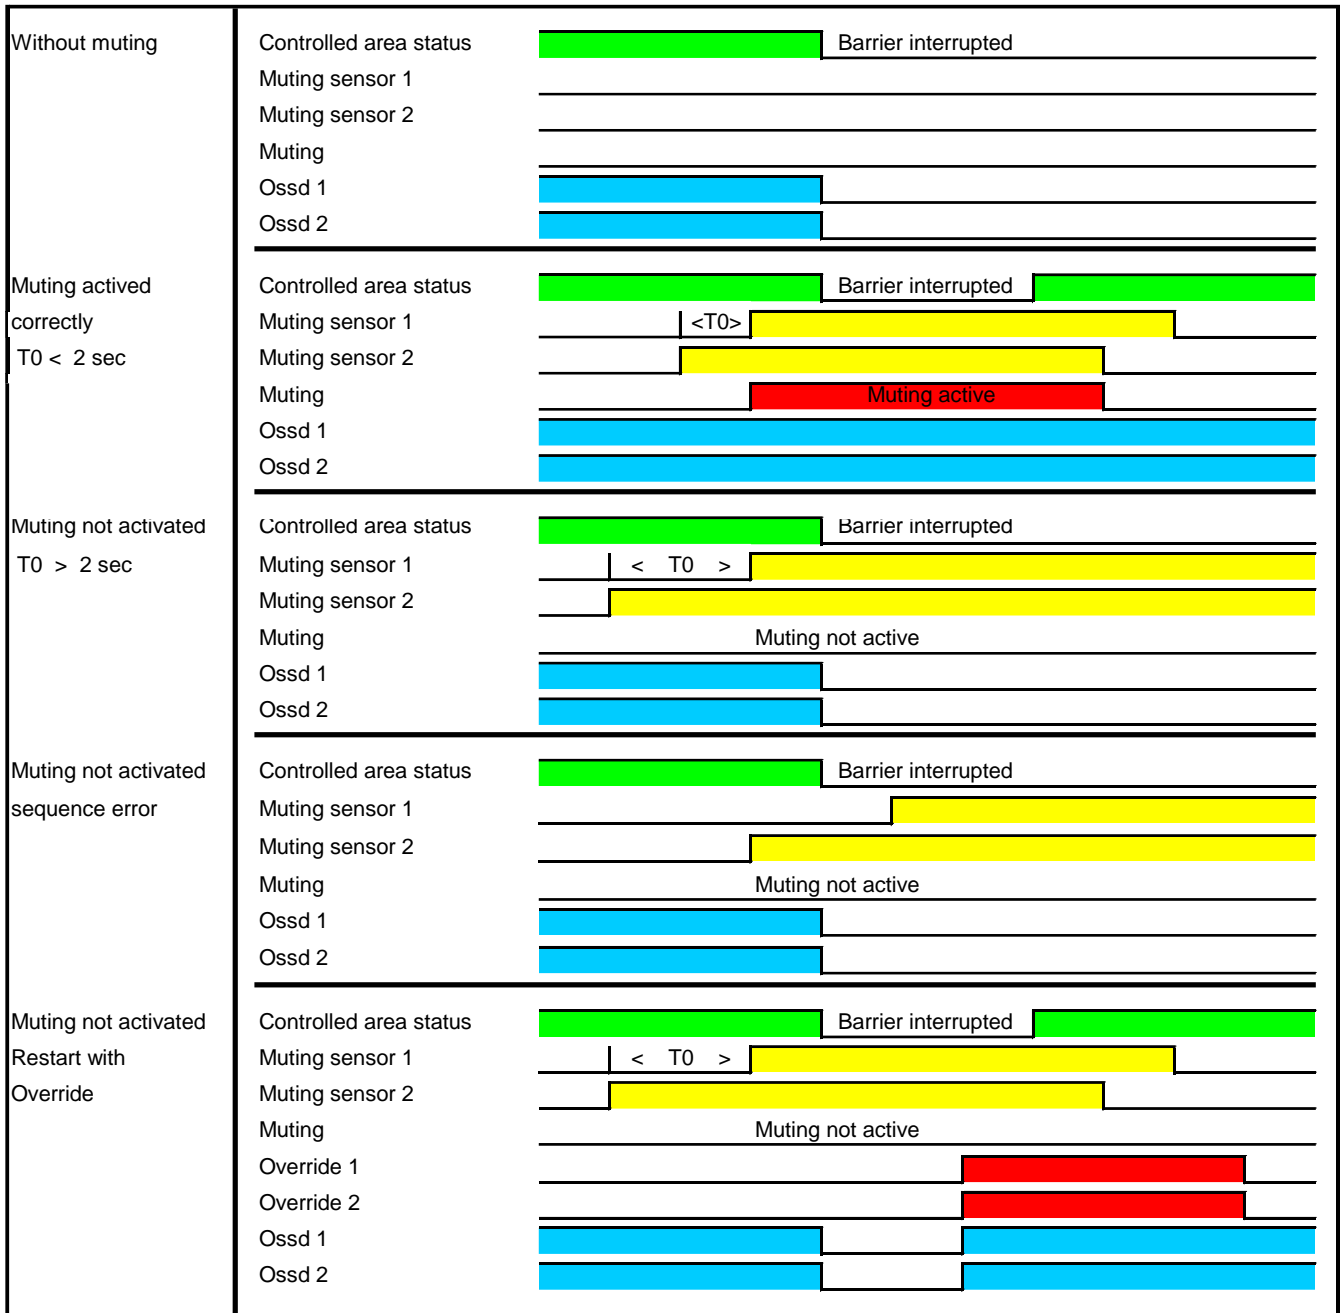 Without muting
Controlled area status
Barrier interrupted
Muting sensor 1
Muting sensor 2
Muting
Ossd 1
Ossd 2
Muting actived
Controlled area status
Barrier interrupted
correctly
Muting sensor 1
<T0>
T0 < 2 sec
Muting sensor 2
Muting
Muting active
Ossd 1
Ossd 2
Muting not activated
Controlled area status
Barrier interrupted
T0 > 2 sec
Muting sensor 1
< T0 >
Muting sensor 2
Muting
Muting not active
Ossd 1
Ossd 2
Muting not activated
Controlled area status
Barrier interrupted
sequence error
Muting sensor 1
Muting sensor 2
Muting
Muting not active
Ossd 1
Ossd 2
Muting not activated
Controlled area status
Barrier interrupted
Restart with
Muting sensor 1
< T0 >
Override
Muting sensor 2
Muting
Muting not active
Override 1
Override 2
Ossd 1
Ossd 2